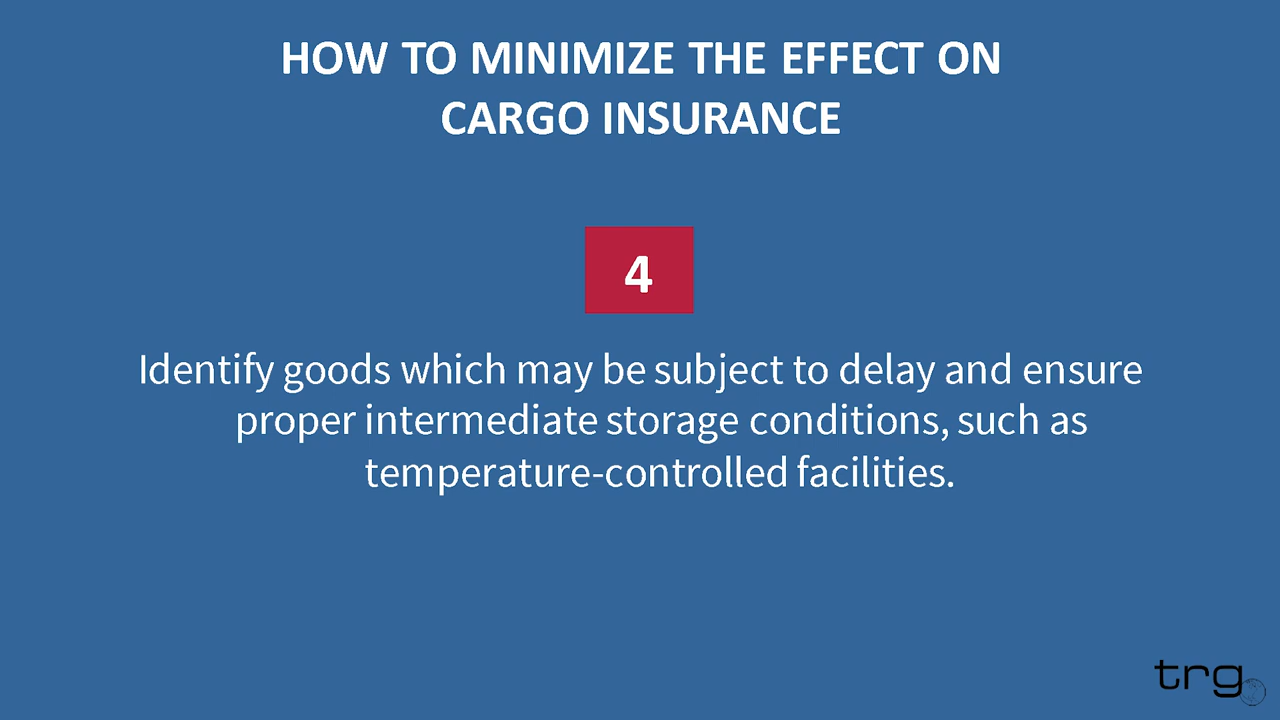 HOW TO MINIMIZE THE EFFECT ON
CARGO INSURANCE
4
Identify goods which may be subject to delay and ensure
proper intermediate storage conditions, such as
temperature-controlled facilities.
trg